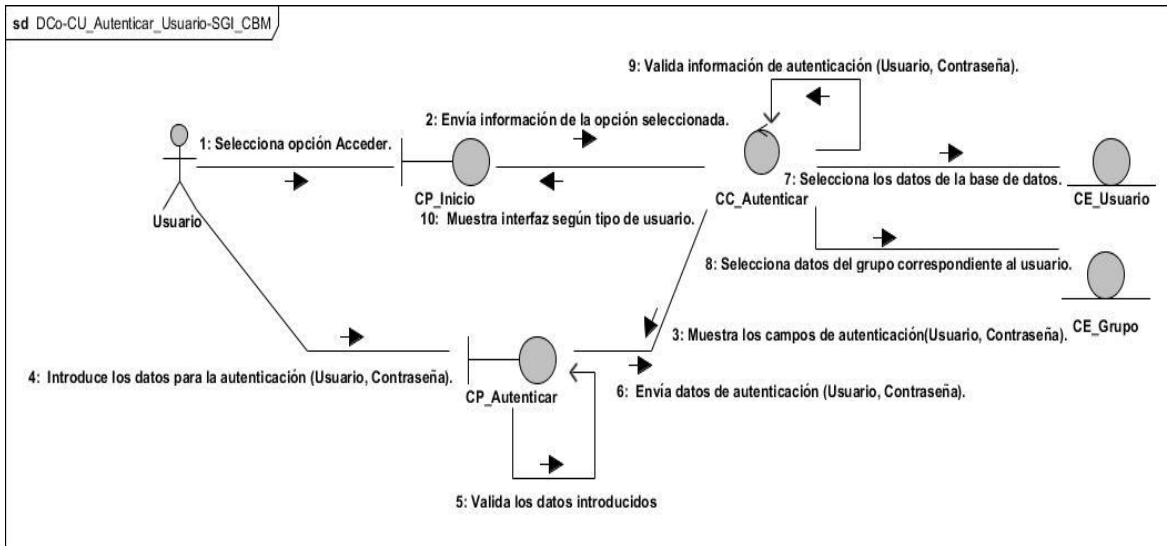 sd DCo-CU_Autenticar_Usuario-SGI_CBM
9: Valida información de autenticación (Usuario, Contraseña).
2: Envía información de la opción seleccionada.
1: Selecciona opción Acceder.
7: Selecciona los datos de la base de datos.
CP_Inicio
CC_Autenticar
CE_Usuario
Usuario
10: Muestra interfaz según tipo de usuario.
8: Selecciona datos del grupo correspondiente al usuario.
CE_Grupo
3: Muestra los campos de autenticación(Usuario, Contraseña).
4: Introduce los datos para la autenticación (Usuario, Contraseña).
CP_Autenticar
6: Envía datos de autenticación (Usuario, Contraseña).
5: Valida los datos introducidos